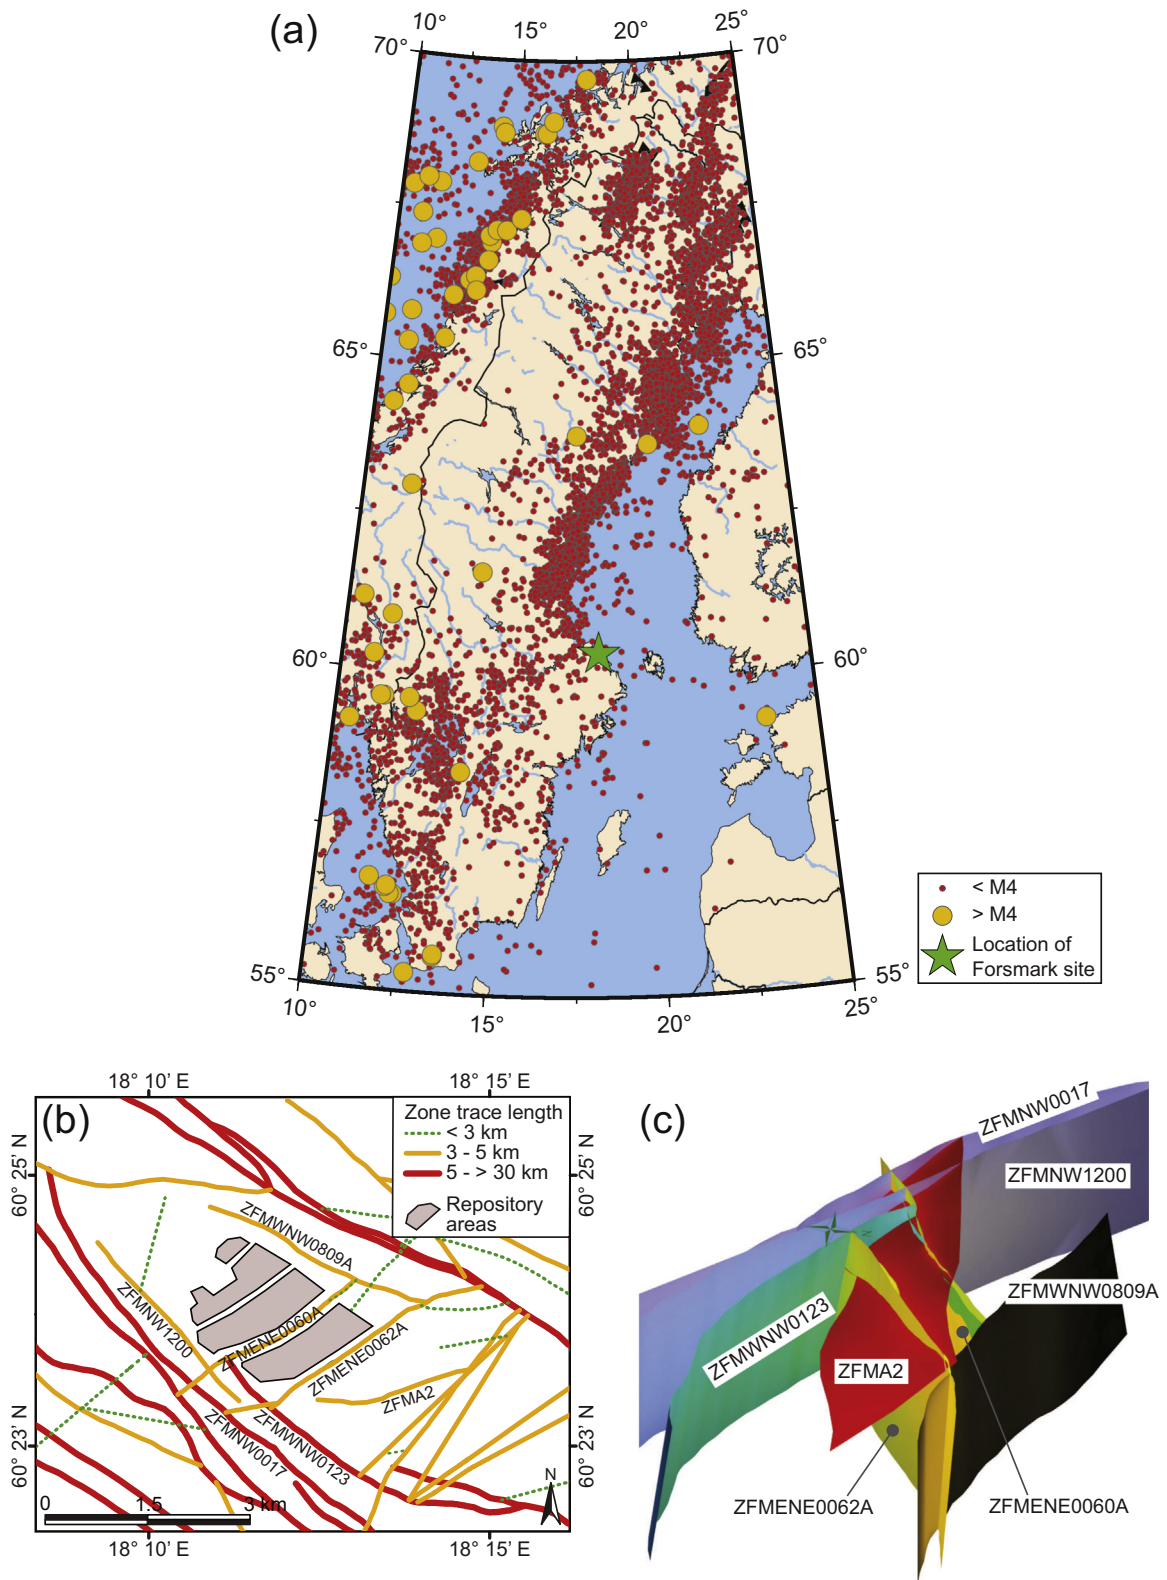 (a)
10°
15°
20°
25°
70°
70°
65°
65°
60°
60°
55°
55°
10°
15°
20°
25°
< M4
> M4
Location of
Forsmark site
(b)
18° 10' E
18° 15' E
60° 25' N
60° 25' N
Zone trace length
< 3 km
3 - 5 km
5 - > 30 km
Repository
areas
ZFMWNW0809A
ZFMNW1200
ZFMENE0060A
ZFMENE0062A
ZFMA2
ZFMNW0017
ZFMWNW0123
60° 23' N
60° 23' N
0
1.5
3 km
N
18° 10' E
18° 15' E
(c)
ZFMNW0017
ZFMNW1200
ZFMWNW0809A
ZFMWNW0123
ZFMA2
ZFMENE0062A
ZFMENE0060A